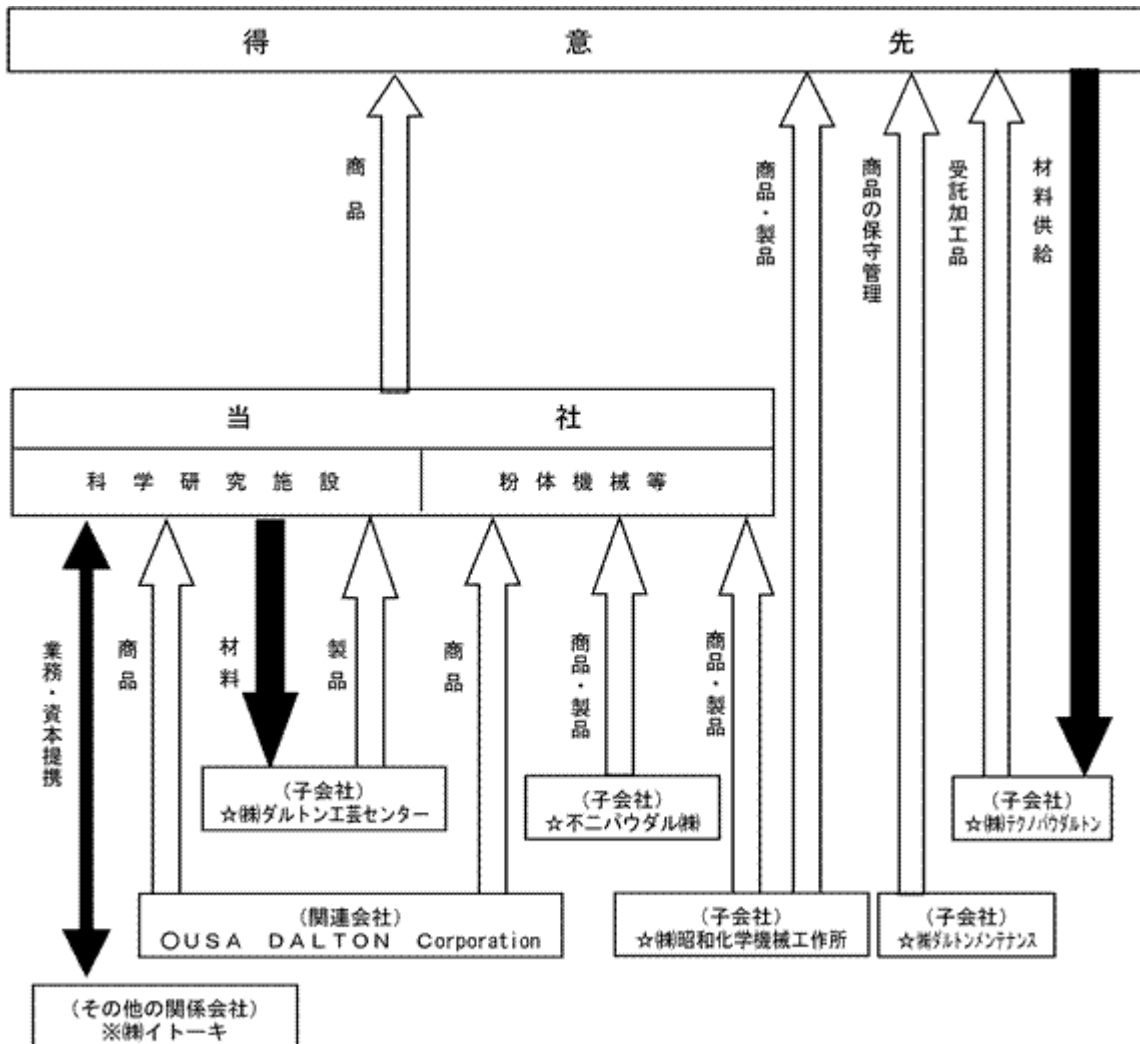 得意先
商品
商品・製品
商品の保守管理
受託加工品
材料供給
当社
科学研究施設
粉体機械等
業務・資本提携
商品
材料
製品
商品
商品・製品
商品・製品
(子会社)
☆㈱ダルトン工芸センター
(子会社)
☆不二パウダル㈱
(子会社)
☆㈱テクノパウダルトン
(関連会社)
○USA DALTON Corporation
(子会社)
☆㈱昭和化学機械工作所
(子会社)
☆㈱ダルトンメンテナンス
(その他の関係会社)
※㈱イトーキ